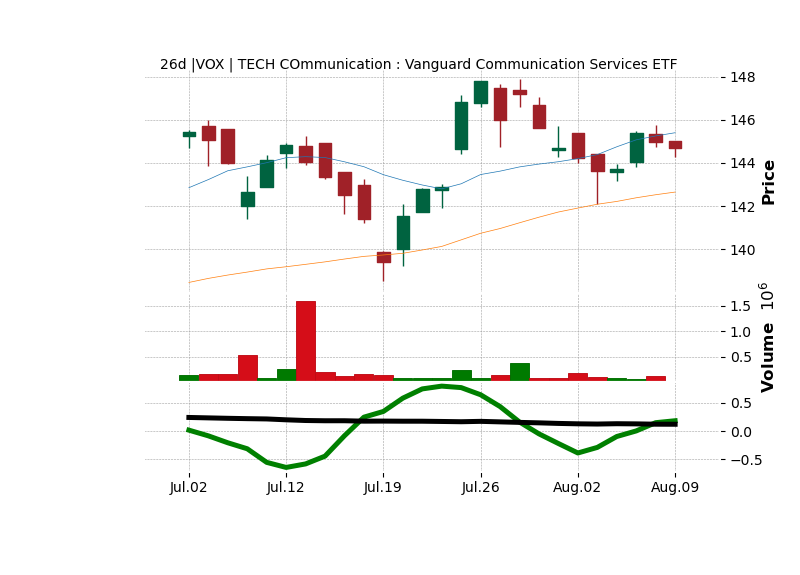 26d |VOX | TECH COmmunication : Vanguard Communication Services ETF
148
146
144
142
140
Price
1.5
1.0
0.5
Volume 10^6
0.5
0.0
−0.5
Jul.02 Jul.12 Jul.19 Jul.26 Aug.02 Aug.09